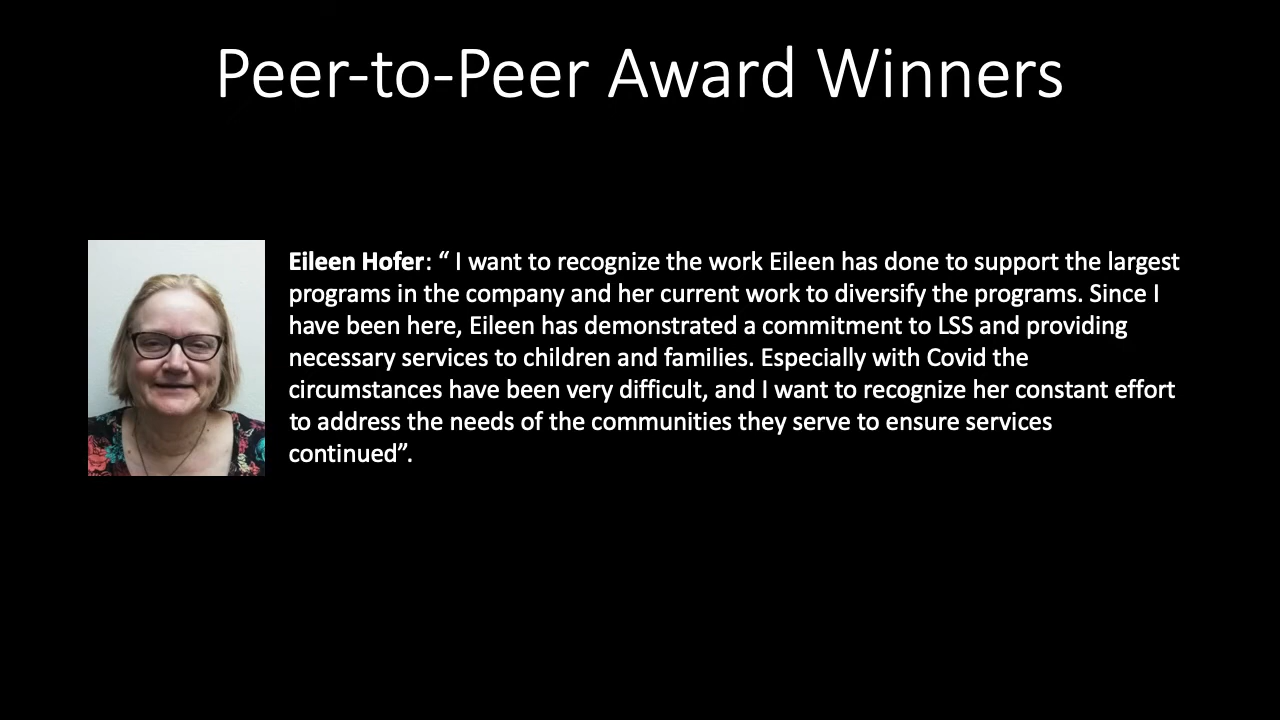 Peer-to-Peer Award Winners
Eileen Hofer: “ I want to recognize the work Eileen has done to support the largest
programs in the company and her current work to diversify the programs. Since I
have been here, Eileen has demonstrated a commitment to LSS and providing
necessary services to children and families. Especially with Covid the
circumstances have been very difficult, and I want to recognize her constant effort
to address the needs of the communities they serve to ensure services
continued”.